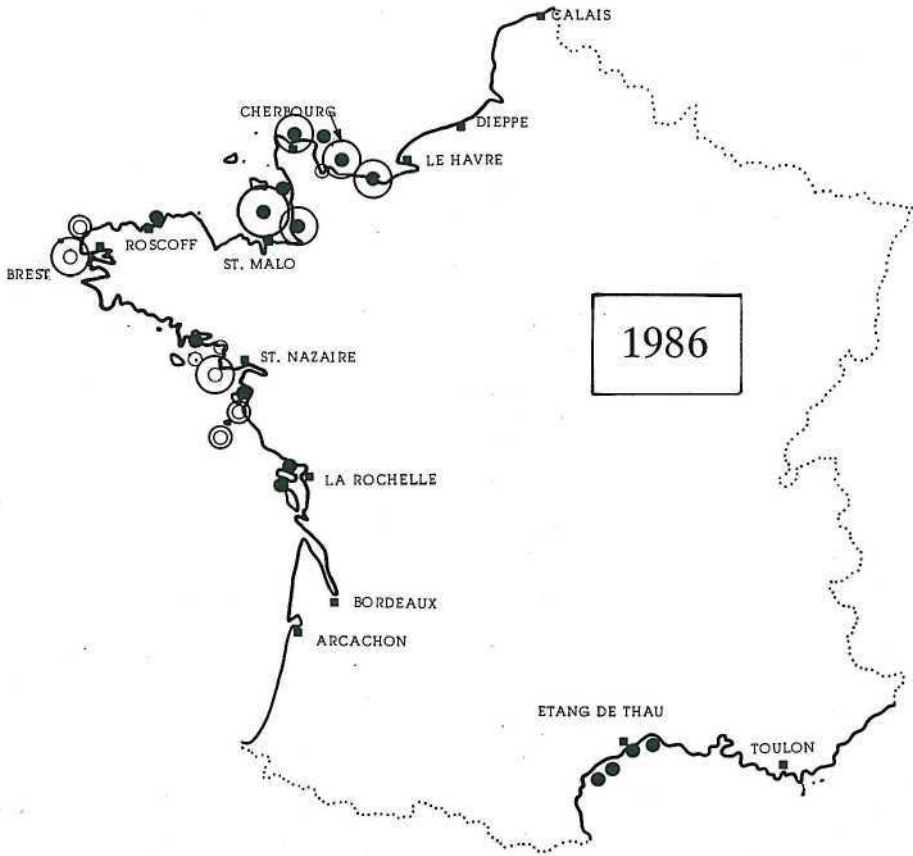 CALAIS
CHERBOURG
DIEPPE
LE HAVRE
ROSCOFF
ST. MALO
BREST
1986
ST. NAZAIRE
LA ROCHELLE
BORDEAUX
ARCACHON
ETANG DE THAU
TOULON